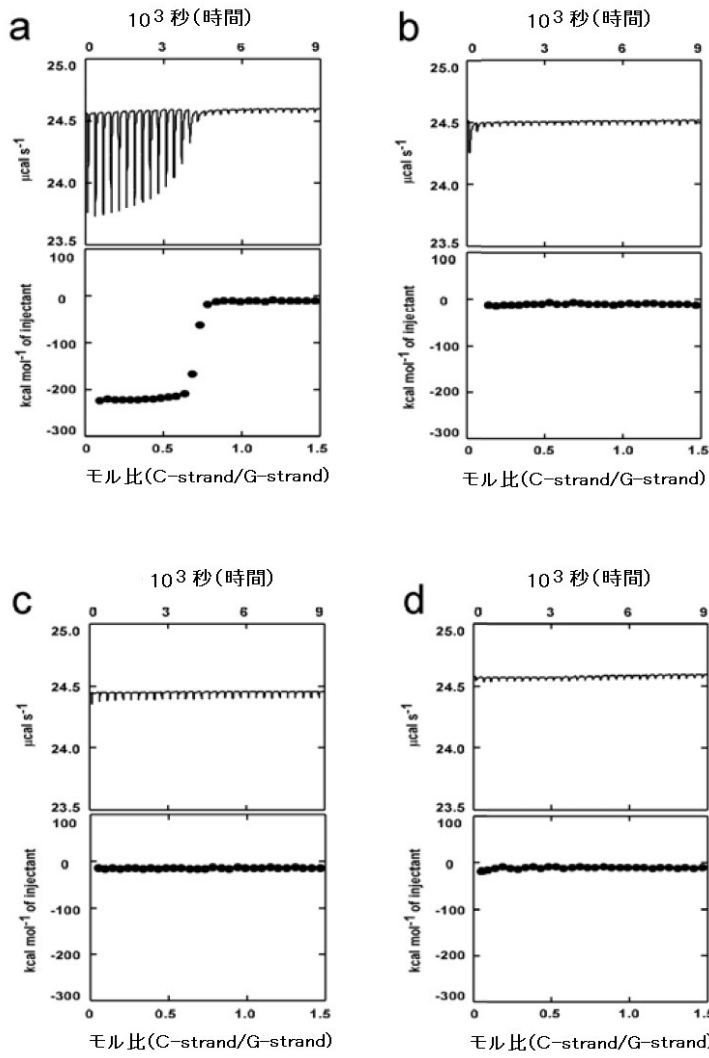 a
10³ 秒(時間)
0 3 6 9
25.0
24.5
24.0
23.5
μcal s⁻¹
100
0
-100
-200
-300
kcal mol⁻¹ of injectant
0 0.5 1.0 1.5
モル比(C-strand/G-strand)
b
10³ 秒(時間)
0 3 6 9
25.0
24.5
24.0
23.5
μcal s⁻¹
100
0
-100
-200
-300
kcal mol⁻¹ of injectant
0 0.5 1.0 1.5
モル比(C-strand/G-strand)
c
10³ 秒(時間)
0 3 6 9
25.0
24.5
24.0
23.5
μcal s⁻¹
100
0
-100
-200
-300
kcal mol⁻¹ of injectant
0 0.5 1.0 1.5
モル比(C-strand/G-strand)
d
10³ 秒(時間)
0 3 6 9
25.0
24.5
24.0
23.5
μcal s⁻¹
100
0
-100
-200
-300
kcal mol⁻¹ of injectant
0 0.5 1.0 1.5
モル比(C-strand/G-strand)